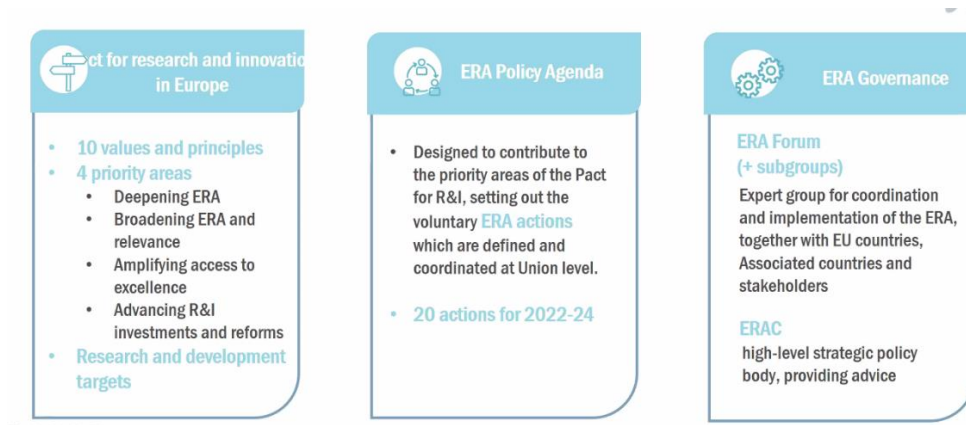 ct for research and innovatio
in Europe
• 10 values and principles
• 4 priority areas
• Deepening ERA
• Broadening ERA and
relevance
• Amplifying access to
excellence
• Advancing R&I
investments and reforms
• Research and development
targets
ERA Policy Agenda
• Designed to contribute to
the priority areas of the Pact
for R&I, setting out the
voluntary ERA actions
which are defined and
coordinated at Union level.
• 20 actions for 2022-24
ERA Governance
ERA Forum
(+ subgroups)
Expert group for coordination
and implementation of the ERA,
together with EU countries,
Associated countries and
stakeholders
ERAC
high-level strategic policy
body, providing advice